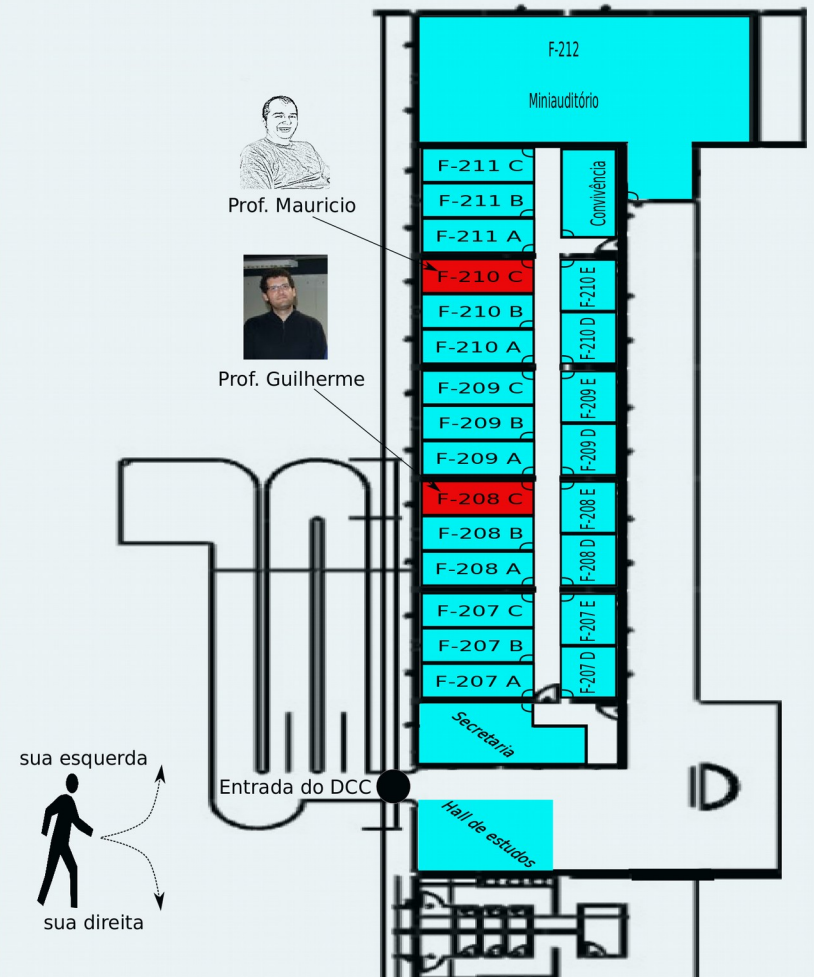 F-212
Miniauditório
F-211 C
F-211 B
F-211 A
Convivência
Prof. Mauricio
F-210 C
F-210 B
F-210 A
F-210 E
F-210 D
Prof. Guilherme
F-209 C
F-209 B
F-209 A
F-209 E
F-209 D
F-208 C
F-208 B
F-208 A
F-208 E
F-208 D
F-207 C
F-207 B
F-207 A
F-207 E
F-207 D
Secretaria
sua esquerda
Entrada do DCC
Hall de estudos
sua direita